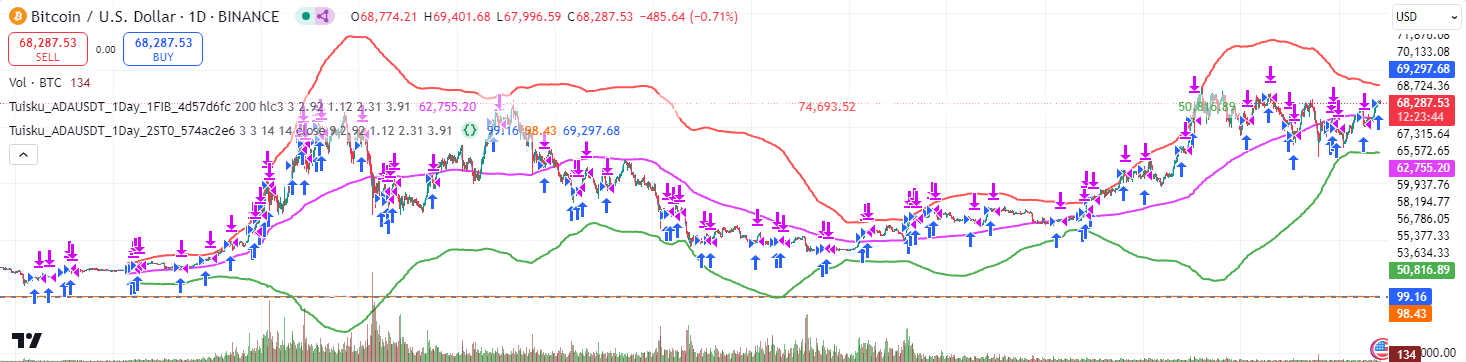 Bitcoin / U.S. Dollar · 1D · BINANCE O68,774.21 H69,401.68 L67,996.59 C68,287.53 −485.64 (−0.71%)
USD
68,287.53
SELL
0.00
68,287.53
BUY
Vol · BTC 134
Tuisku_ADAUSDT_1Day_1FIB_4d57d6fc 200 hlc3 3 2.92 1.12 2.31 3.91 62,755.20 74,693.52 50,816.89
Tuisku_ADAUSDT_1Day_2STO_574ac2e6 3 3 14 14 close 9 2.92 1.12 2.31 3.91 99.16 98.43 69,297.68
70,133.08
69,297.68
68,724.36
68,287.53
12:23:44
67,315.64
65,572.65
62,755.20
59,937.76
58,194.77
56,786.05
55,377.33
53,634.33
50,816.89
99.16
98.43
134